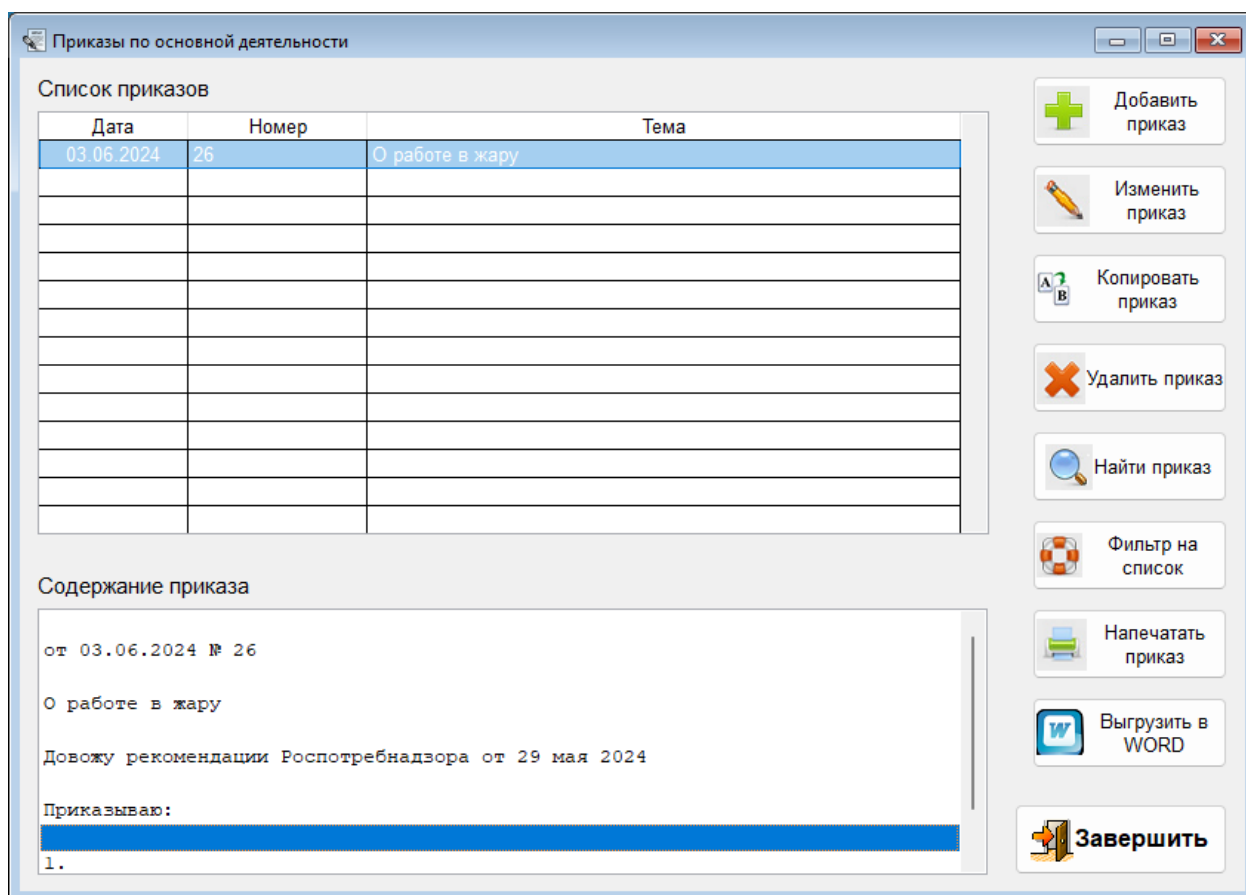 Приказы по основной деятельности
Список приказов
Дата Номер Тема
03.06.2024 26 О работе в жару
Содержание приказа
от 03.06.2024 № 26
О работе в жару
Довожу рекомендации Роспотребнадзора от 29 мая 2024
Приказываю:
1.
Добавить
приказ
Изменить
приказ
A
B
Копировать
приказ
Удалить приказ
Найти приказ
Фильтр на
список
Напечатать
приказ
W
Выгрузить в
WORD
Завершить